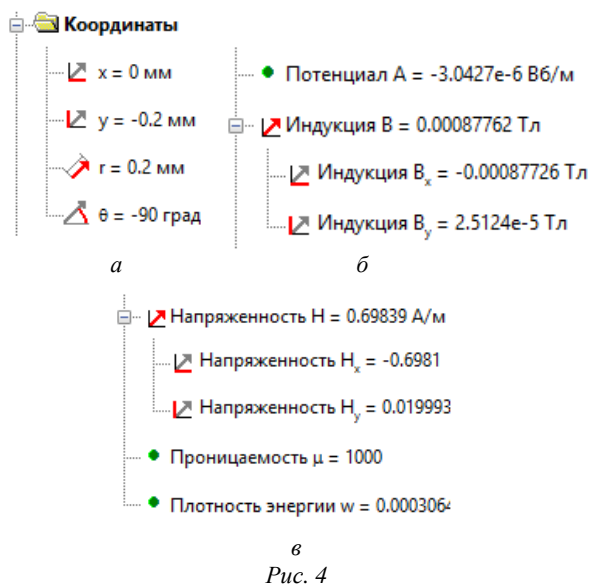 Координаты
x = 0 мм
y = -0.2 мм
r = 0.2 мм
θ = -90 град
а
Потенциал A = -3.0427e-6 Вб/м
Индукция B = 0.00087762 Тл
Индукция Bx = -0.00087726 Тл
Индукция By = 2.5124e-5 Тл
б
Напряженность H = 0.69839 А/м
Напряженность Hx = -0.6981
Напряженность Hy = 0.019993
Проницаемость μ = 1000
Плотность энергии w = 0.0003064
в
Рис. 4